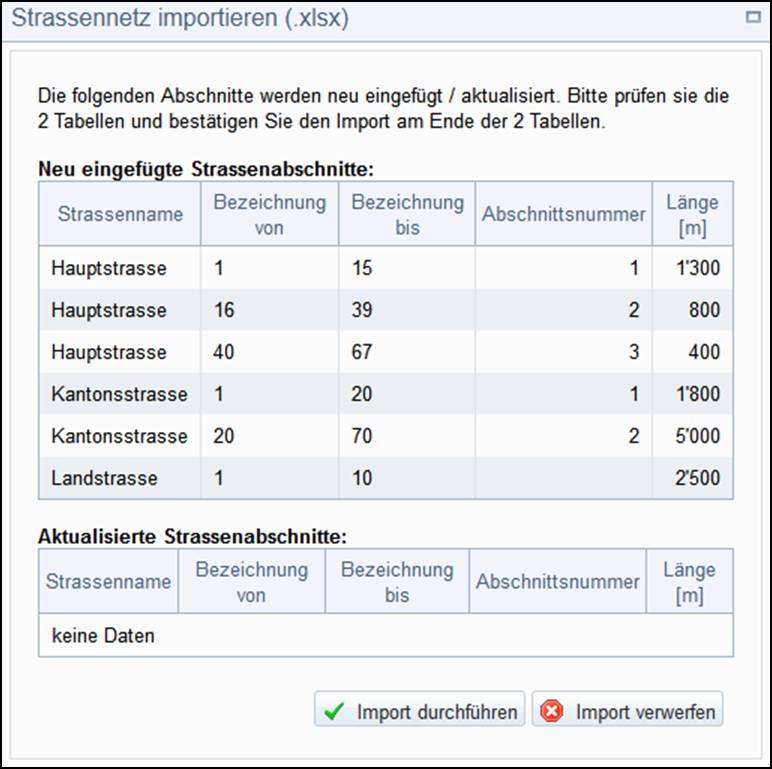 Strassennetz importieren (.xlsx)
Die folgenden Abschnitte werden neu eingefügt / aktualisiert. Bitte prüfen sie die
2 Tabellen und bestätigen Sie den Import am Ende der 2 Tabellen.
Neu eingefügte Strassenabschnitte:
Strassenname Bezeichnung von Bezeichnung bis Abschnittsnummer Länge [m]
Hauptstrasse 1 15 1 1'300
Hauptstrasse 16 39 2 800
Hauptstrasse 40 67 3 400
Kantonsstrasse 1 20 1 1'800
Kantonsstrasse 20 70 2 5'000
Landstrasse 1 10 2'500
Aktualisierte Strassenabschnitte:
Strassenname Bezeichnung von Bezeichnung bis Abschnittsnummer Länge [m]
keine Daten
Import durchführen Import verwerfen